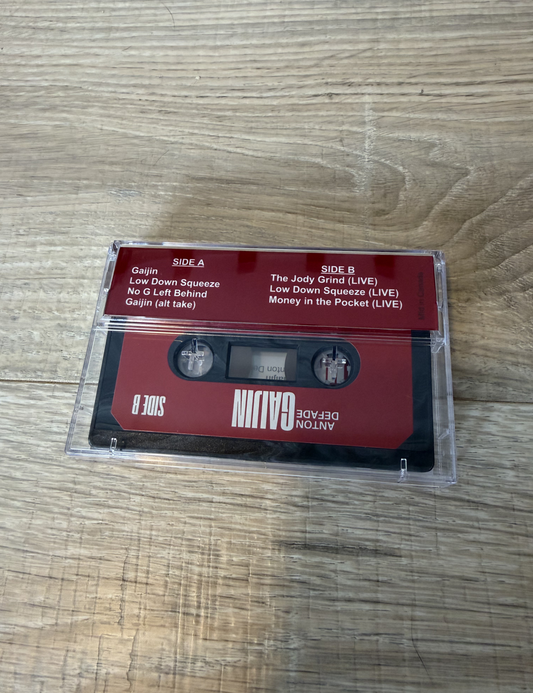 SIDE A
Gaijin
Low Down Squeeze
No G Left Behind
Gaijin (alt take)
SIDE B
The Jody Grind (LIVE)
Low Down Squeeze (LIVE)
Money in the Pocket (LIVE)
ANTON
DEFADE
GAIJIN
SIDE B